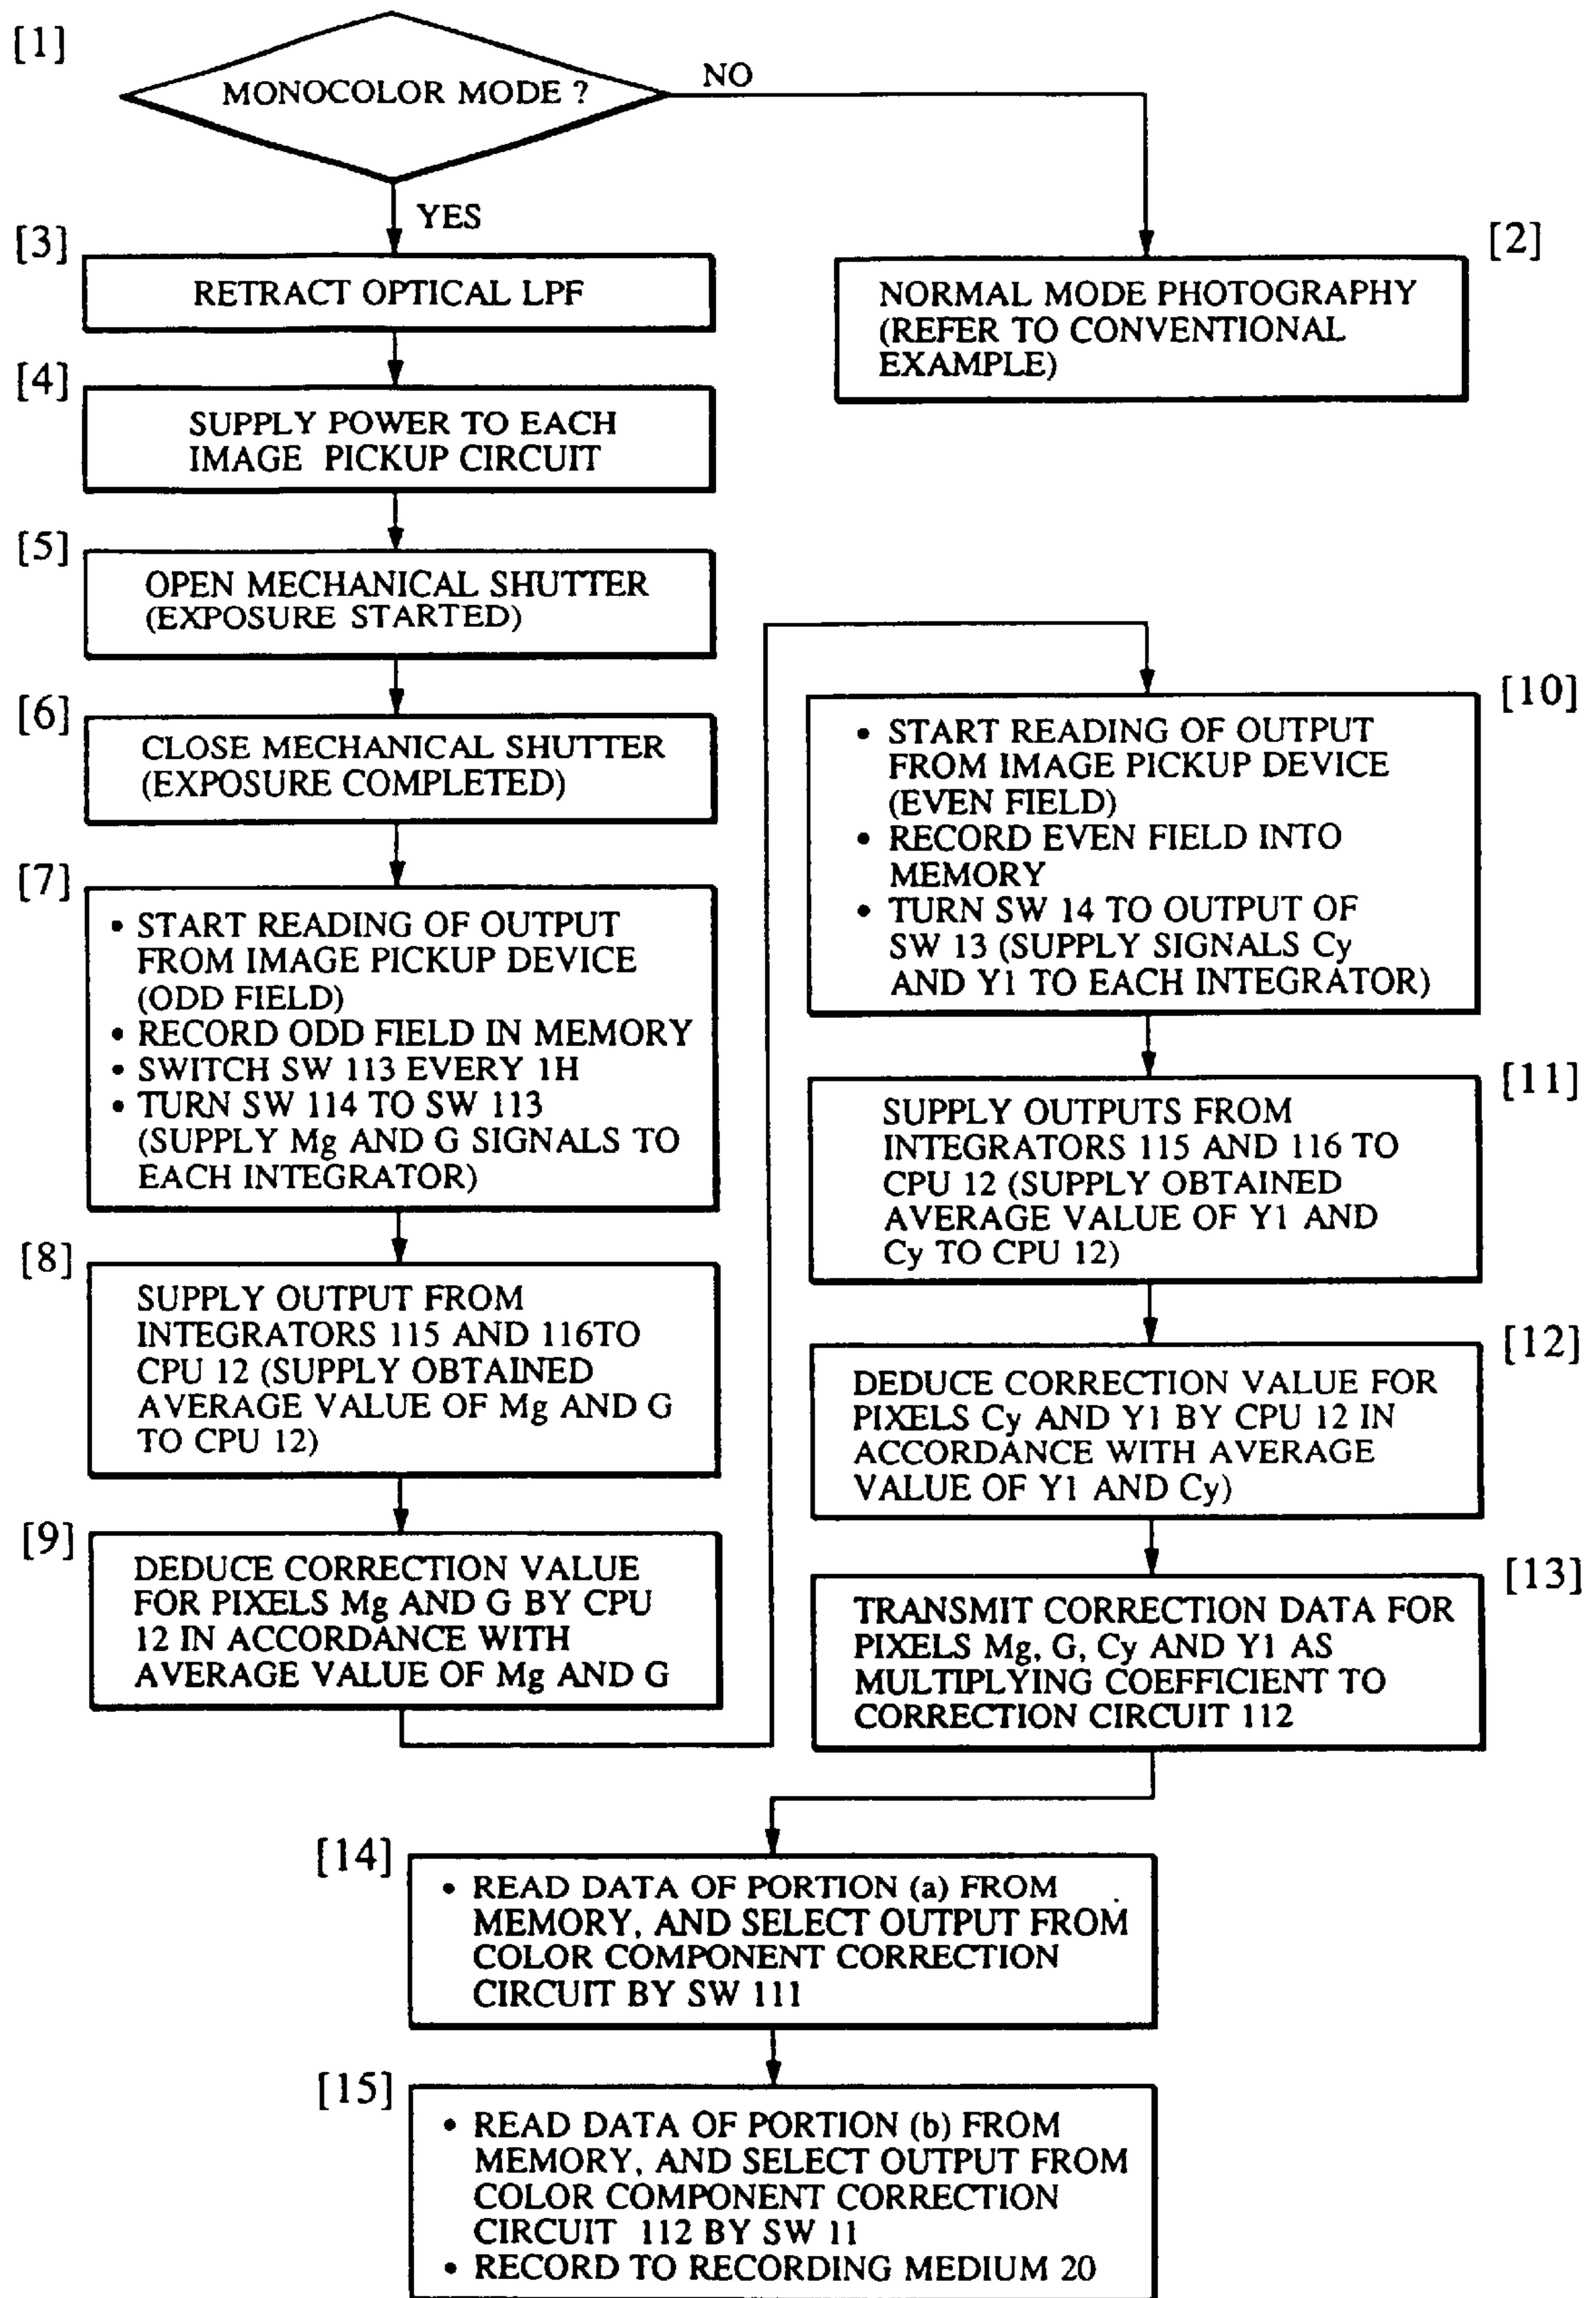 [1]
MONOCOLOR MODE ?
NO
YES
[2]
NORMAL MODE PHOTOGRAPHY
(REFER TO CONVENTIONAL
EXAMPLE)
[3]
RETRACT OPTICAL LPF
[4]
SUPPLY POWER TO EACH
IMAGE PICKUP CIRCUIT
[5]
OPEN MECHANICAL SHUTTER
(EXPOSURE STARTED)
[6]
CLOSE MECHANICAL SHUTTER
(EXPOSURE COMPLETED)
[7]
• START READING OF OUTPUT
FROM IMAGE PICKUP DEVICE
(ODD FIELD)
• RECORD ODD FIELD IN MEMORY
• SWITCH SW 113 EVERY 1H
• TURN SW 114 TO SW 113
(SUPPLY Mg AND G SIGNALS TO
EACH INTEGRATOR)
[8]
SUPPLY OUTPUT FROM
INTEGRATORS 115 AND 116TO
CPU 12 (SUPPLY OBTAINED
AVERAGE VALUE OF Mg AND G
TO CPU 12)
[9]
DEDUCE CORRECTION VALUE
FOR PIXELS Mg AND G BY CPU
12 IN ACCORDANCE WITH
AVERAGE VALUE OF Mg AND G
[10]
• START READING OF OUTPUT
FROM IMAGE PICKUP DEVICE
(EVEN FIELD)
• RECORD EVEN FIELD INTO
MEMORY
• TURN SW 14 TO OUTPUT OF
SW 13 (SUPPLY SIGNALS Cy
AND Y1 TO EACH INTEGRATOR)
[11]
SUPPLY OUTPUTS FROM
INTEGRATORS 115 AND 116 TO
CPU 12 (SUPPLY OBTAINED
AVERAGE VALUE OF Y1 AND
Cy TO CPU 12)
[12]
DEDUCE CORRECTION VALUE FOR
PIXELS Cy AND Y1 BY CPU 12 IN
ACCORDANCE WITH AVERAGE
VALUE OF Y1 AND Cy)
[13]
TRANSMIT CORRECTION DATA FOR
PIXELS Mg, G, Cy AND Y1 AS
MULTIPLYING COEFFICIENT TO
CORRECTION CIRCUIT 112
[14]
• READ DATA OF PORTION (a) FROM
MEMORY, AND SELECT OUTPUT FROM
COLOR COMPONENT CORRECTION
CIRCUIT BY SW 111
[15]
• READ DATA OF PORTION (b) FROM
MEMORY, AND SELECT OUTPUT FROM
COLOR COMPONENT CORRECTION
CIRCUIT 112 BY SW 11
• RECORD TO RECORDING MEDIUM 20